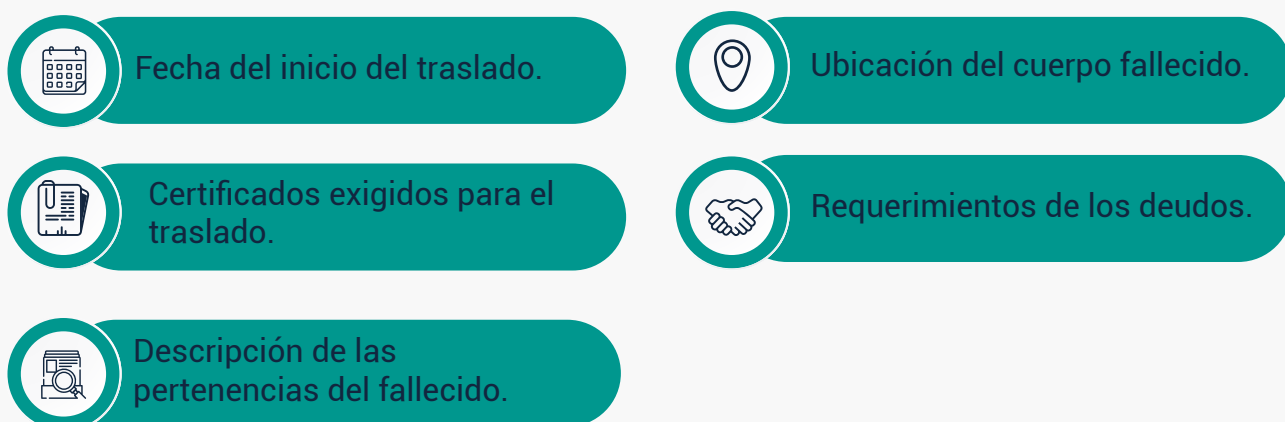 Fecha del inicio del traslado.
Ubicación del cuerpo fallecido.
Certificados exigidos para el
traslado.
Requerimientos de los deudos.
Descripción de las
pertenencias del fallecido.